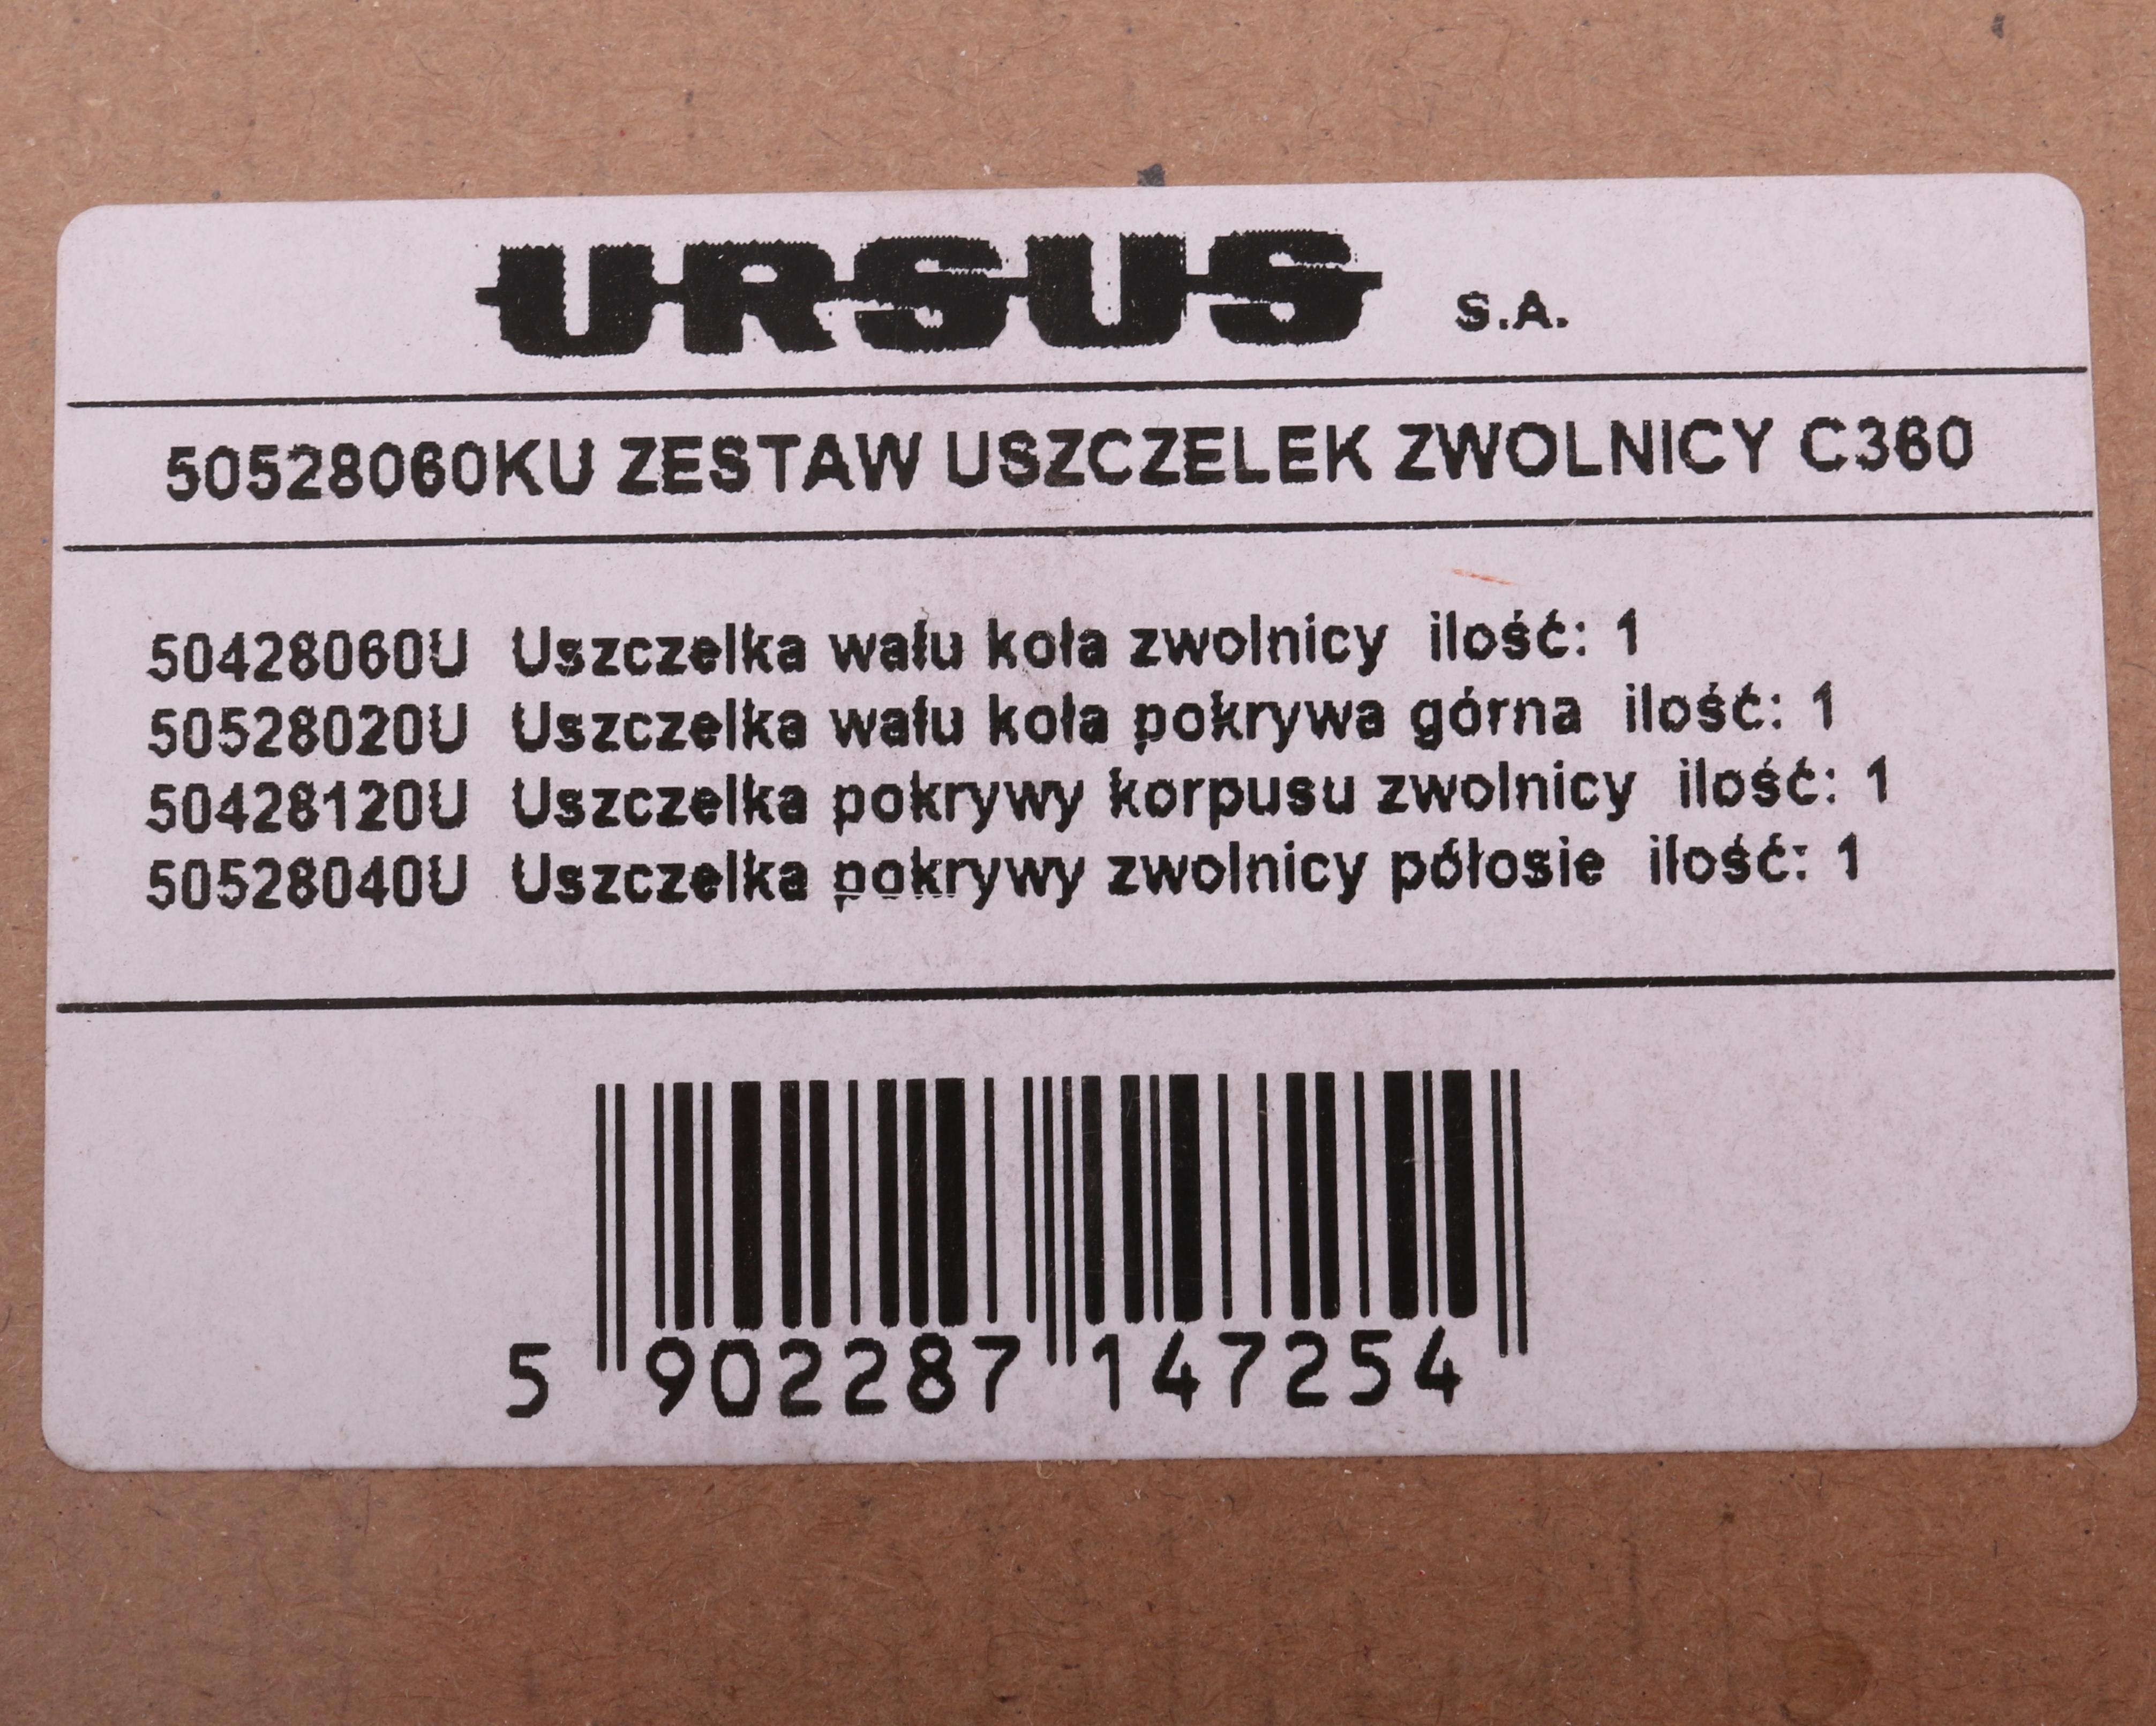 URSUS S.A.
50528060KU ZESTAW USZCZELEK ZWOLNICY C360
50428060U Uszczelka wału koła zwolnicy ilość: 1
50528020U Uszczelka wału koła pokrywa górna ilość: 1
50428120U Uszczelka pokrywy korpusu zwolnicy ilość: 1
50528040U Uszczelka pokrywy zwolnicy półosie ilość: 1
5 902287 147254